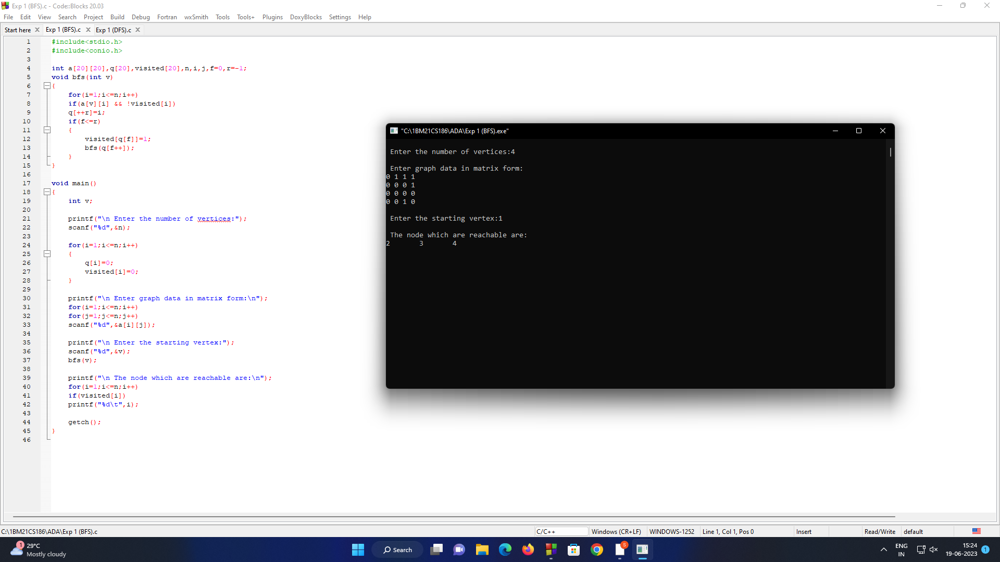 Exp 1 (BFS).c - Code::Blocks 20.03
File Edit View Search Project Build Debug Fortran wxSmith Tools Tools+ Plugins DoxyBlocks Settings Help
Start here Exp 1 (BFS).c Exp 1 (DFS).c
1 #include<stdio.h>
2 #include<conio.h>
3
4 int a[20][20],q[20],visited[20],n,i,j,f=0,r=-1;
5 void bfs(int v)
6 {
7 for(i=1;i<=n;i++)
8 if(a[v][i] && !visited[i])
9 q[++r]=i;
10 if(f<=r)
11 {
12 visited[q[f]]=1;
13 bfs(q[f++]);
14 }
15 }
16
17 void main()
18 {
19 int v;
20
21 printf("\n Enter the number of vertices:");
22 scanf("%d",&n);
23
24 for(i=1;i<=n;i++)
25 {
26 q[i]=0;
27 visited[i]=0;
28 }
29
30 printf("\n Enter graph data in matrix form:\n");
31 for(i=1;i<=n;i++)
32 for(j=1;j<=n;j++)
33 scanf("%d",&a[i][j]);
34
35 printf("\n Enter the starting vertex:");
36 scanf("%d",&v);
37 bfs(v);
38
39 printf("\n The node which are reachable are:\n");
40 for(i=1;i<=n;i++)
41 if(visited[i])
42 printf("%d\t",i);
43
44 getch();
45 }
46
"C:\1BM21CS186\ADA\Exp 1 (BFS).exe"
Enter the number of vertices:4
Enter graph data in matrix form:
0 1 1 1
0 0 0 1
0 0 0 0
0 0 1 0
Enter the starting vertex:1
The node which are reachable are:
2 3 4
C:\1BM21CS186\ADA\Exp 1 (BFS).c C/C++ Windows (CR+LF) WINDOWS-1252 Line 1, Col 1, Pos 0 Insert Read/Write default
1 29°C
Mostly cloudy
Search
S
ENG
IN
15:24
19-06-2023
1